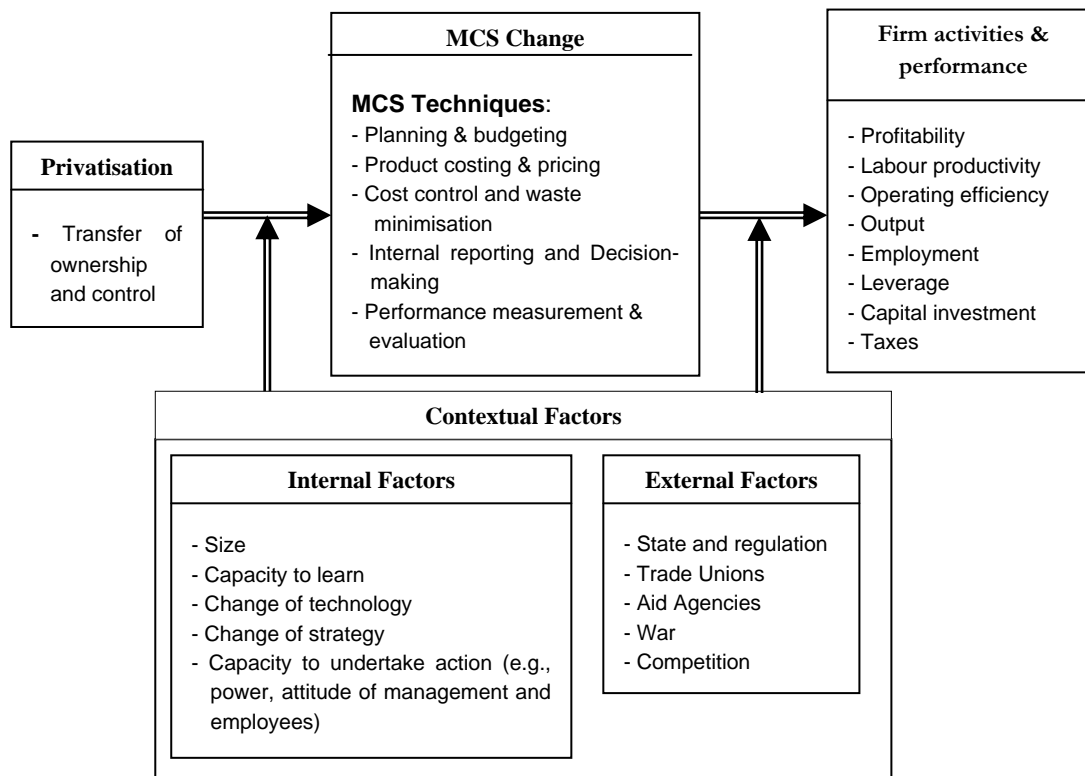 Privatisation
- Transfer of
ownership
and control
MCS Change
MCS Techniques:
- Planning & budgeting
- Product costing & pricing
- Cost control and waste
minimisation
- Internal reporting and Decision-
making
- Performance measurement &
evaluation
Firm activities &
performance
- Profitability
- Labour productivity
- Operating efficiency
- Output
- Employment
- Leverage
- Capital investment
- Taxes
Contextual Factors
Internal Factors
- Size
- Capacity to learn
- Change of technology
- Change of strategy
- Capacity to undertake action (e.g.,
power, attitude of management and
employees)
External Factors
- State and regulation
- Trade Unions
- Aid Agencies
- War
- Competition